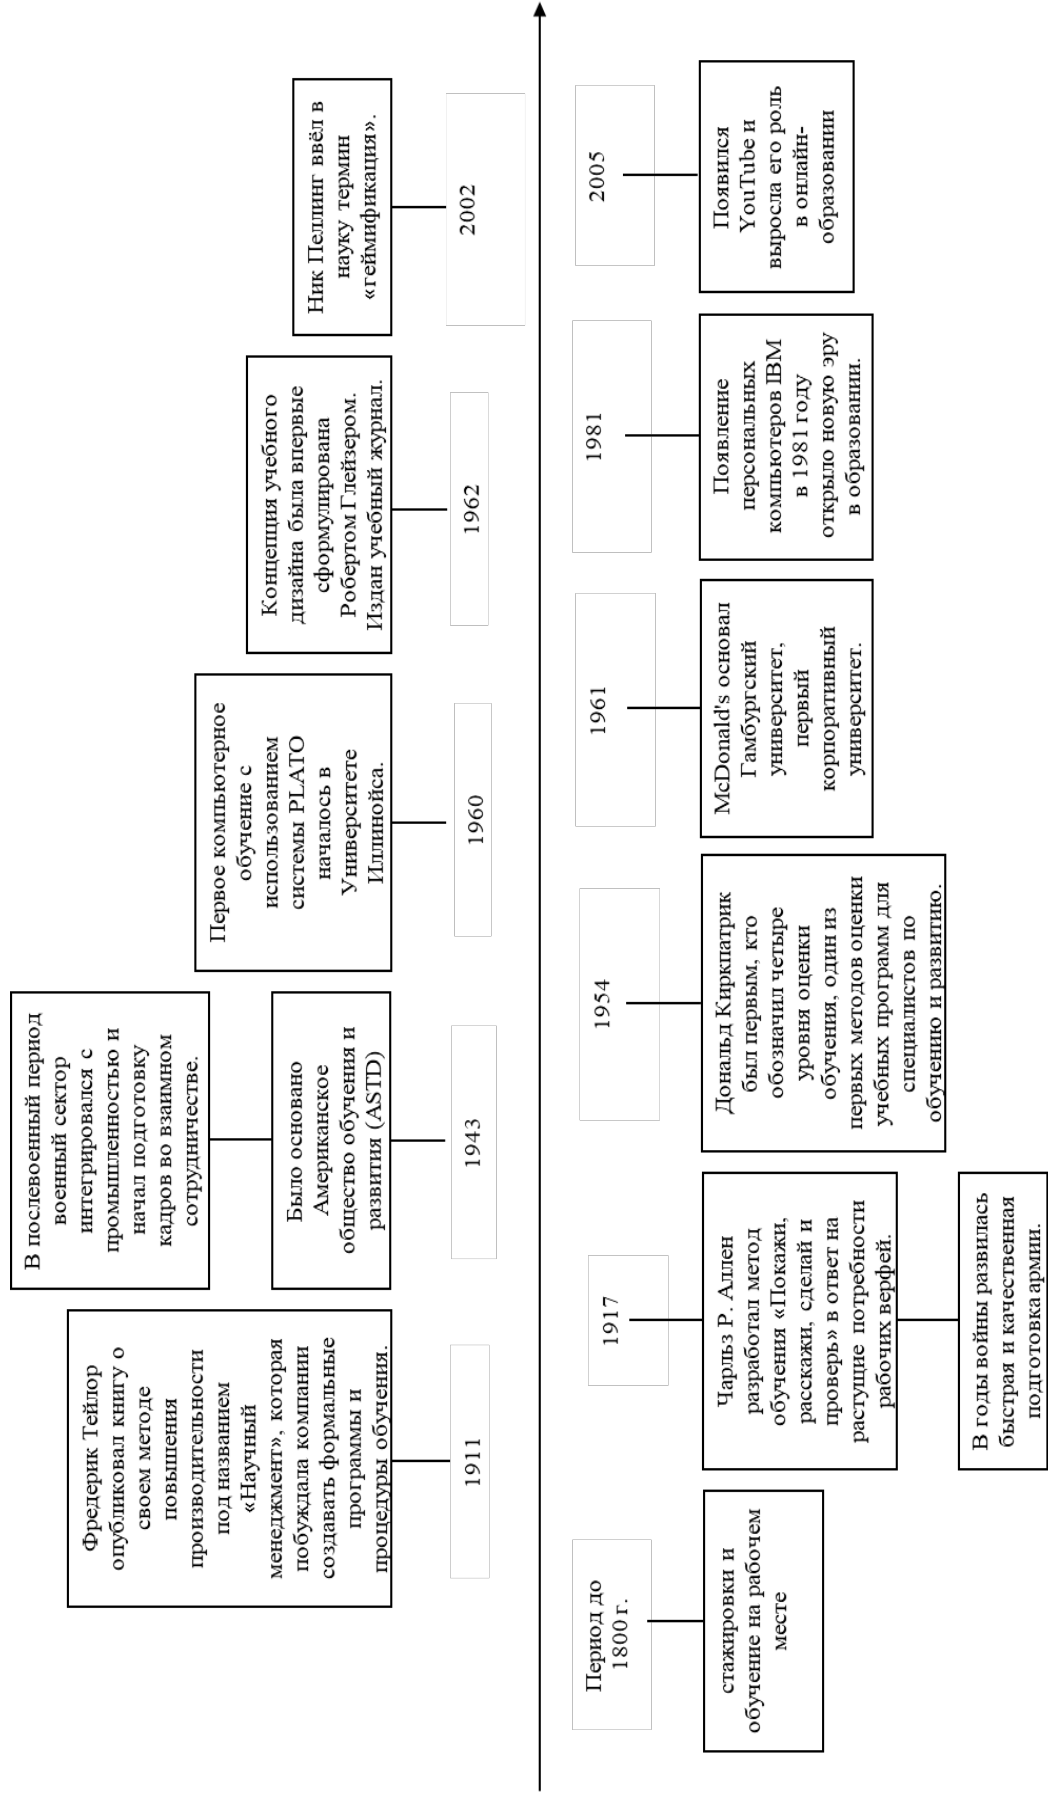 Фредерик Тейлор
опубликовал книгу о
своем методе
повышения
производительности
под названием
«Научный
менеджмент», которая
побуждала компании
создавать формальные
программы и
процедуры обучения.
1911
В послевоенный период
военный сектор
интегрировался с
промышленностью и
начал подготовку
кадров во взаимном
сотрудничестве.
Было основано
Американское
общество обучения и
развития (ASTD)
1943
Первое компьютерное
обучение с
использованием
системы PLATO
началось в
Университете
Иллинойса.
1960
Концепция учебного
дизайна была впервые
сформулирована
Робертом Глейзером.
Издан учебный журнал.
1962
Ник Пеллинг ввёл в
науку термин
«геймификация».
2002
Период до
1800 г.
стажировки и
обучение на рабочем
месте
1917
Чарльз Р. Аллен
разработал метод
обучения «Покажи,
расскажи, сделай и
проверь» в ответ на
растущие потребности
рабочих верфей.
В годы войны развилась
быстрая и качественная
подготовка армии.
1954
Дональд Киркпатрик
был первым, кто
обозначил четыре
уровня оценки
обучения, один из
первых методов оценки
учебных программ для
специалистов по
обучению и развитию.
1961
McDonald's основал
Гамбургский
университет,
первый
корпоративный
университет.
1981
Появление
персональных
компьютеров IBM
в 1981 году
открыло новую эру
в образовании.
2005
Появился
YouTube и
выросла его роль
в онлайн-
образовании